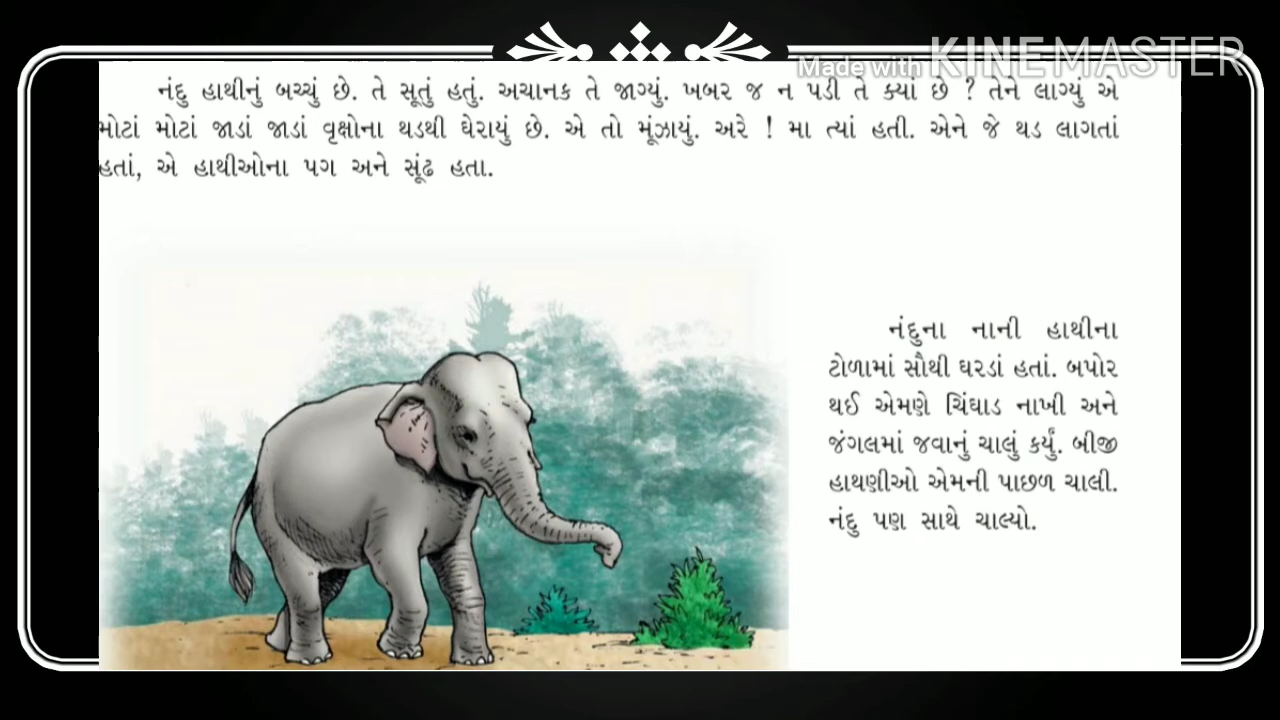 Made with KINEMASTER
નંદુ હાથીનું બચ્ચું છે. તે સૂતું હતું. અચાનક તે જાગ્યું. ખબર જ ન પડી તે ક્યાં છે ? તેને લાગ્યું એ
મોટાં મોટાં જાડાં જાડાં વૃક્ષોના થડથી ઘેરાયું છે. એ તો મૂંઝાયું. અરે ! મા ત્યાં હતી. એને જે થડ લાગતાં
હતાં, એ હાથીઓના પગ અને સૂંઢ હતા.
નંદુના નાની હાથીના
ટોળામાં સૌથી ઘરડાં હતાં. બપોર
થઈ એમણે ચિંઘાડ નાખી અને
જંગલમાં જવાનું ચાલું કર્યું. બીજી
હાથણીઓ એમની પાછળ ચાલી.
નંદુ પણ સાથે ચાલ્યો.